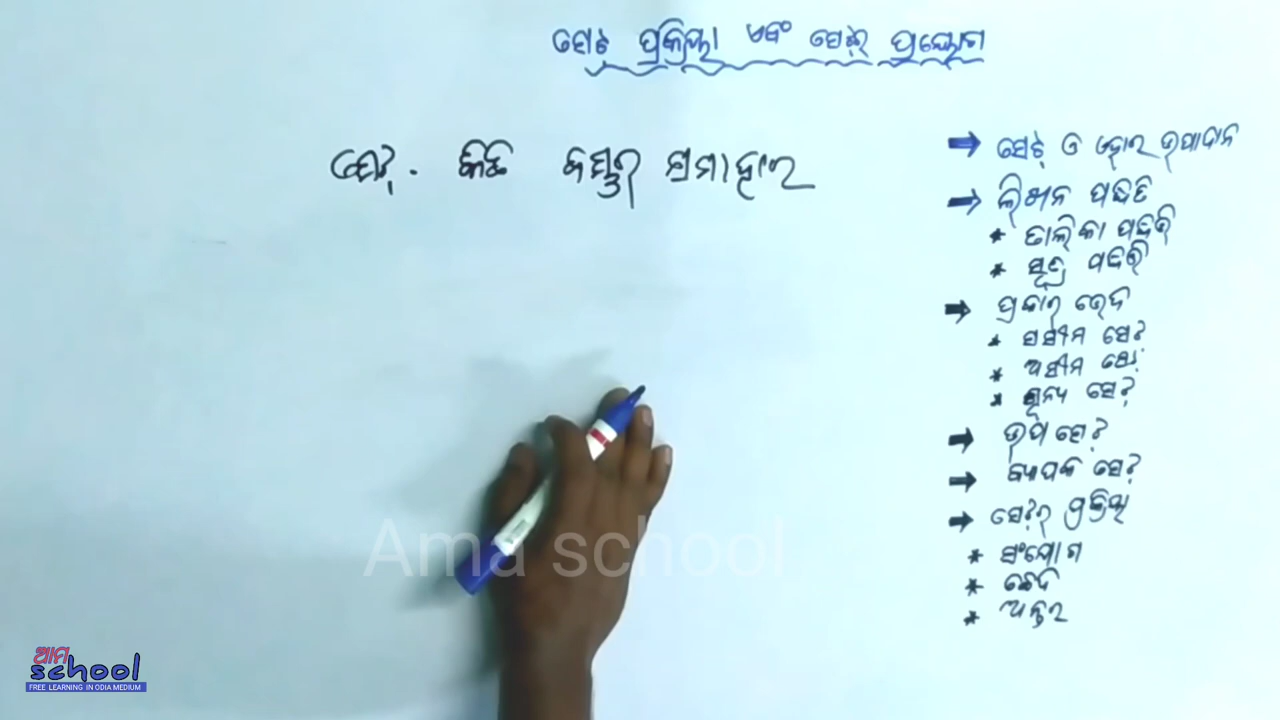 ସେଟ୍ ପ୍ରକ୍ରିୟା ଏବଂ ସେଟ୍‌ର ପ୍ରୟୋଗ
ସେଟ୍ - କିଛି ବସ୍ତୁର ସମାହାର
→ ସେଟ୍ ଓ ଏହାର ଉପାଦାନ
→ ଲିଖନ ପଦ୍ଧତି
* ତାଲିକା ପଦ୍ଧତି
* ସୂତ୍ର ପଦ୍ଧତି
→ ପ୍ରକାର ଭେଦ
* ସସୀମ ସେଟ୍
* ଅସୀମ ସେଟ୍
* ଶୂନ୍ୟ ସେଟ୍
→ ଉପସେଟ୍
→ ବ୍ୟାପକ ସେଟ୍
→ ସେଟ୍‌ର ପ୍ରକ୍ରିୟା
* ସଂଯୋଗ
* ଛେଦ
* ଅନ୍ତର
Ama school
ଆମ
school
FREE LEARNING IN ODIA MEDIUM